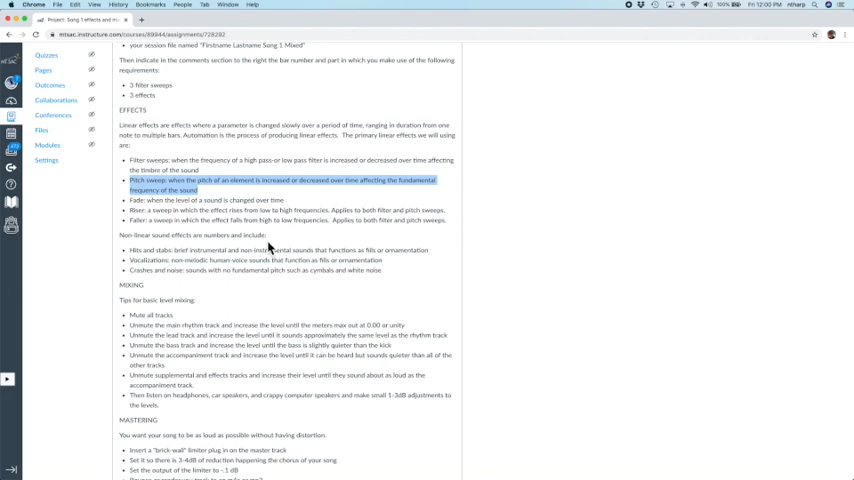 Chrome File Edit View History Bookmarks People Tab Window Help
100% Fri 12:00 PM ntharp
Project: Song 1 effects and mi
mtsac.instructure.com/courses/89944/assignments/728292
your session file named "Firstname Lastname Song 1 Mixed"
Then indicate in the comments section to the right the bar number and part in which you make use of the following
requirements:
3 filter sweeps
3 effects
EFFECTS
Linear effects are effects where a parameter is changed slowly over a period of time, ranging in duration from one
note to multiple bars. Automation is the process of producing linear effects. The primary linear effects we will using
are:
Filter sweeps: when the frequency of a high pass-or low pass filter is increased or decreased over time affecting
the timbre of the sound
Pitch sweep: when the pitch of an element is increased or decreased over time affecting the fundamental
frequency of the sound
Fade: when the level of a sound is changed over time
Riser: a sweep in which the effect rises from low to high frequencies. Applies to both filter and pitch sweeps.
Faller: a sweep in which the effect falls from high to low frequencies. Applies to both filter and pitch sweeps.
Non-linear sound effects are numbers and include:
Hits and stabs: brief instrumental and non-instrumental sounds that functions as fills or ornamentation
Vocalizations: non-melodic human-voice sounds that function as fills or ornamentation
Crashes and noise: sounds with no fundamental pitch such as cymbals and white noise
MIXING
Tips for basic level mixing:
Mute all tracks
Unmute the main rhythm track and increase the level until the meters max out at 0.00 or unity
Unmute the lead track and increase the level until it sounds approximately the same level as the rhythm track
Unmute the bass track and increase the level until the bass is slightly quieter than the kick
Unmute the accompaniment track and increase the level until it can be heard but sounds quieter than all of the
other tracks
Unmute supplemental and effects tracks and increase their level until they sound about as loud as the
accompaniment track.
Then listen on headphones, car speakers, and crappy computer speakers and make small 1-3dB adjustments to
the levels.
MASTERING
You want your song to be as loud as possible without having distortion.
Insert a "brick-wall" limiter plug in on the master track
Set it so there is 3-4dB of reduction happening the chorus of your song
Set the output of the limiter to -.1 dB
Quizzes
Pages
Outcomes
Collaborations
Conferences
Files
Modules
Settings